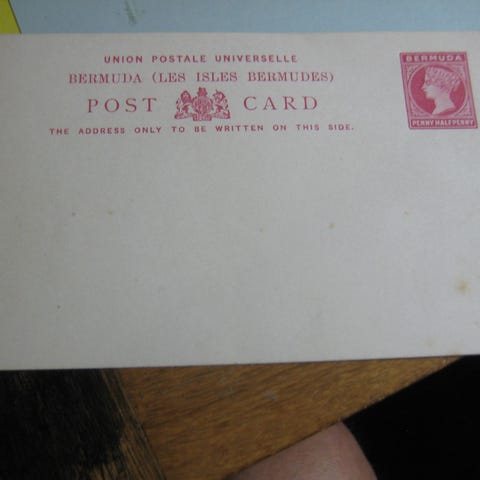 UNION POSTALE UNIVERSELLE
BERMUDA (LES ISLES BERMUDES)
POST CARD
THE ADDRESS ONLY TO BE WRITTEN ON THIS SIDE.
BERMUDA
PENNY HALFPENNY